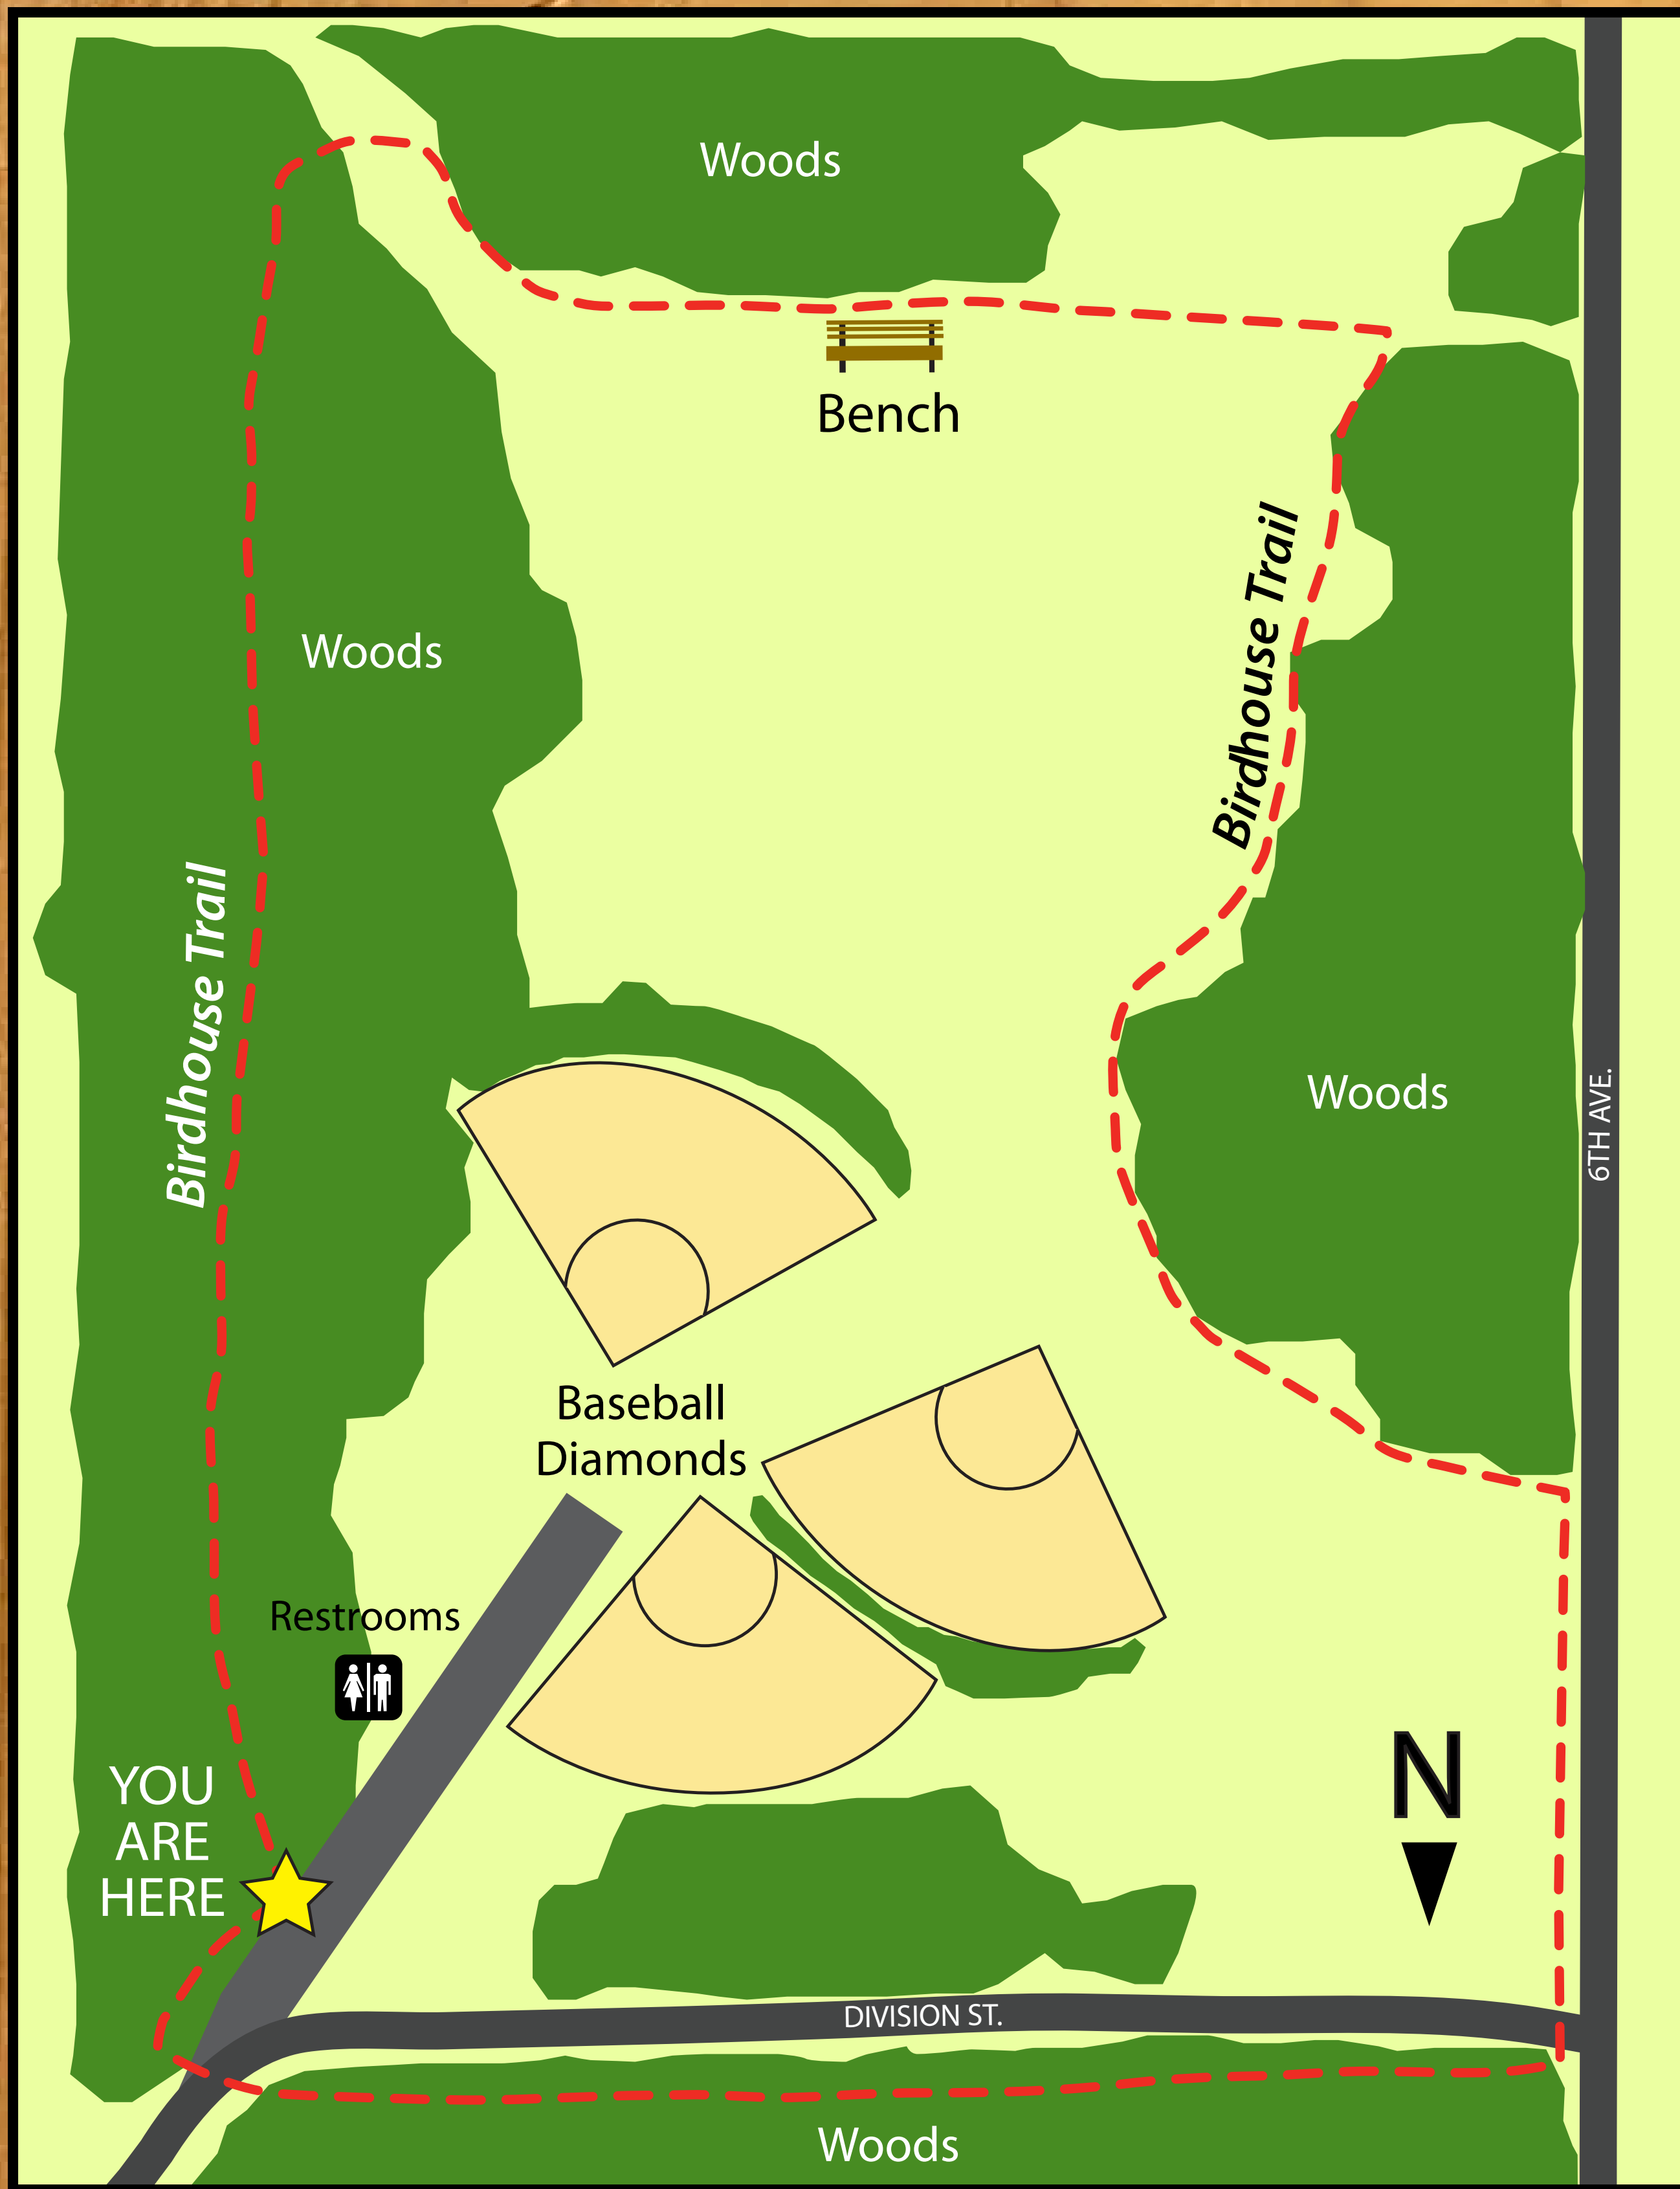 Woods
Bench
Woods
Birdhouse Trail
Birdhouse Trail
Woods
6TH AVE.
Baseball
Diamonds
Restrooms
N
YOU
ARE
HERE
DIVISION ST.
Woods